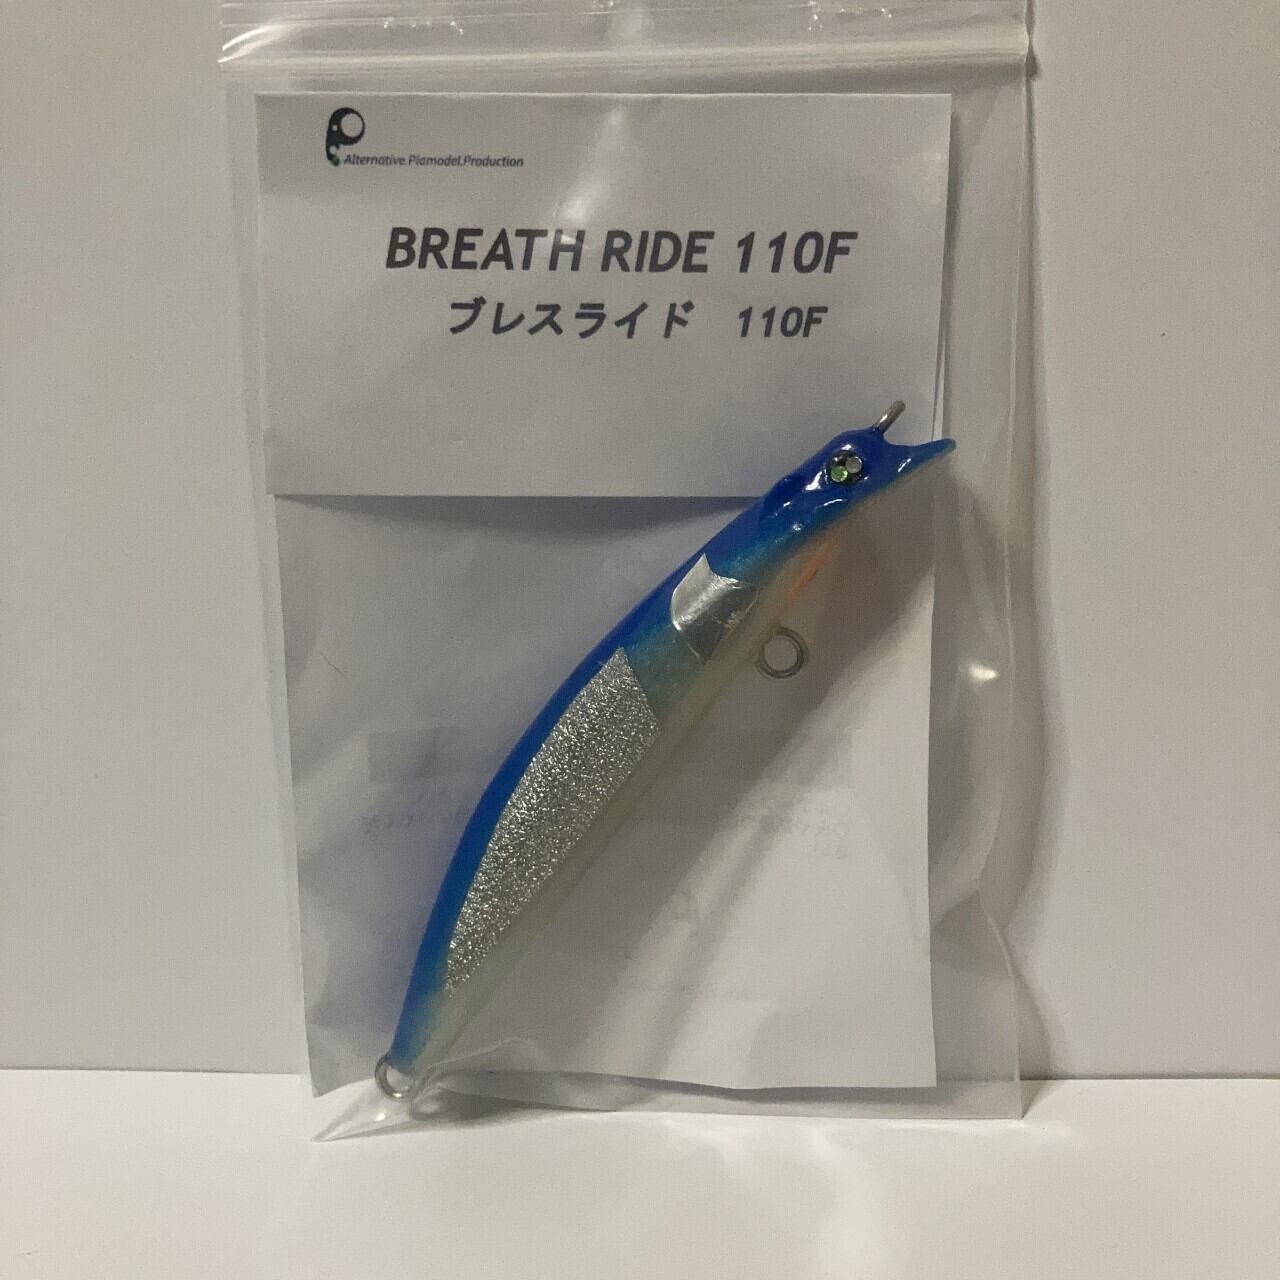 Alternative.Plamodel.Production
BREATH RIDE 110F
ブレスライド 110F